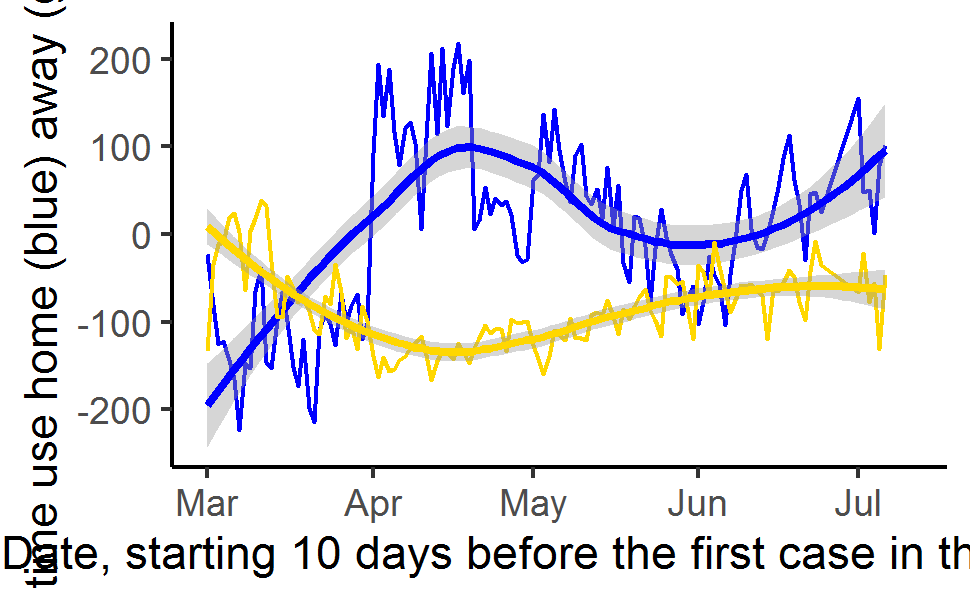 time use home (blue) away (
200
100
0
-100
-200
Mar Apr May Jun Jul
Date, starting 10 days before the first case in th